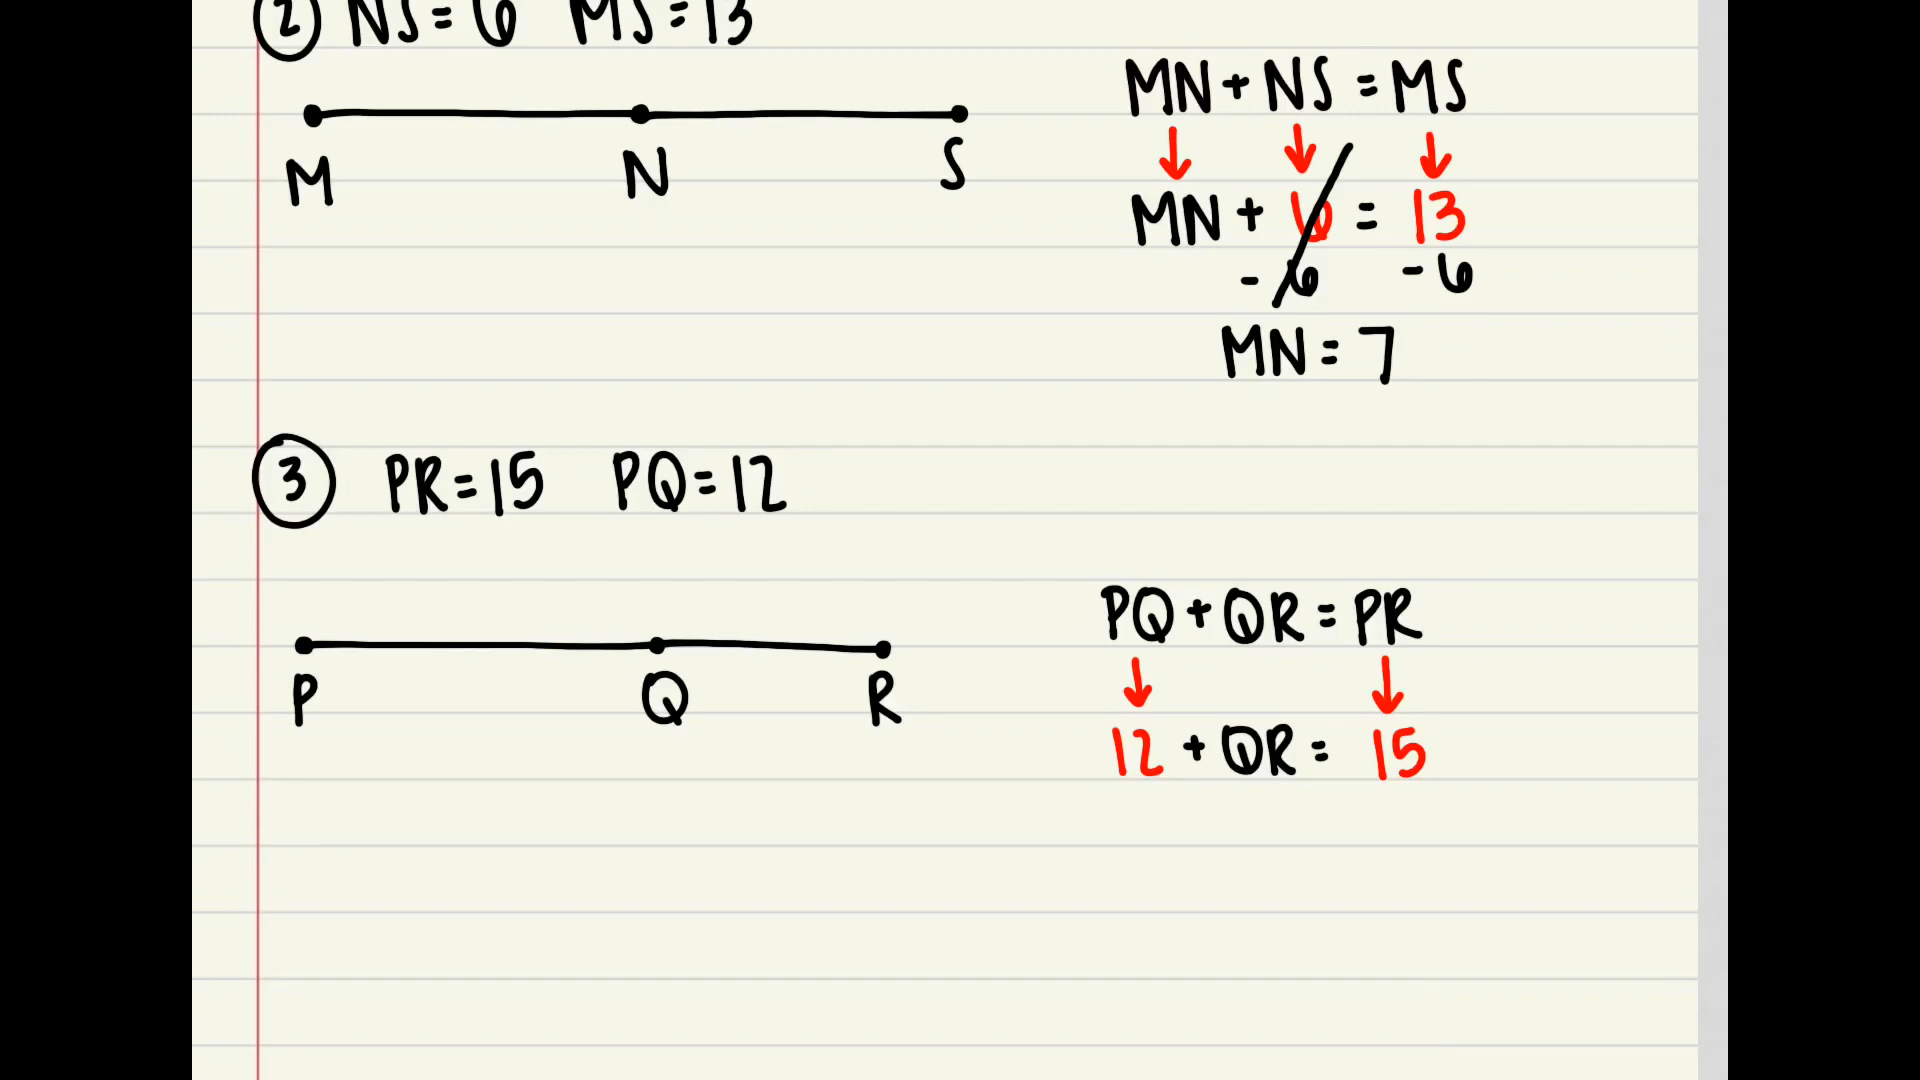 ② NS=6 MS=13
M N S
MN+NS=MS
MN+6=13
-6 -6
MN=7
③ PR=15 PQ=12
P Q R
PQ+QR=PR
12+QR=15